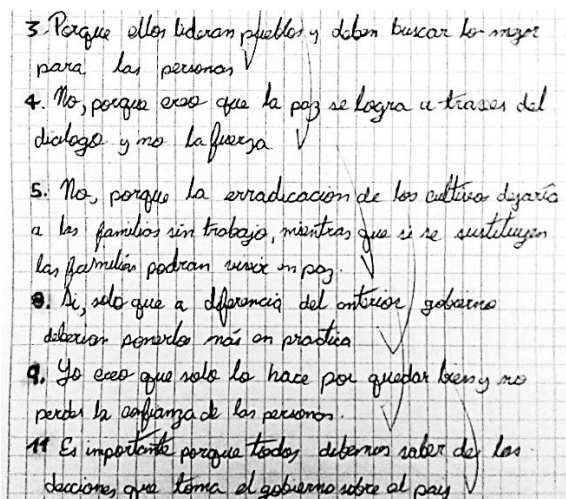 3. Porque ellos lideran pueblos y deben buscar lo mejor
para las personas
4. No, porque creo que la paz se logra a traves del
dialogo y no la fuerza
5. No, porque la erradicación de los cultivos dejaría
a las familias sin trabajo, mientras que si se sustituyen
las familias podran vivir en paz.
8. Si, solo que a diferencia del anterior gobierno
deberian ponerlos más en practica
9. Yo creo que solo lo hace por quedar bien y no
perder la confianza de las personas.
11 Es importante porque todos debemos saber de las
deciones que toma el gobierno sobre el pais